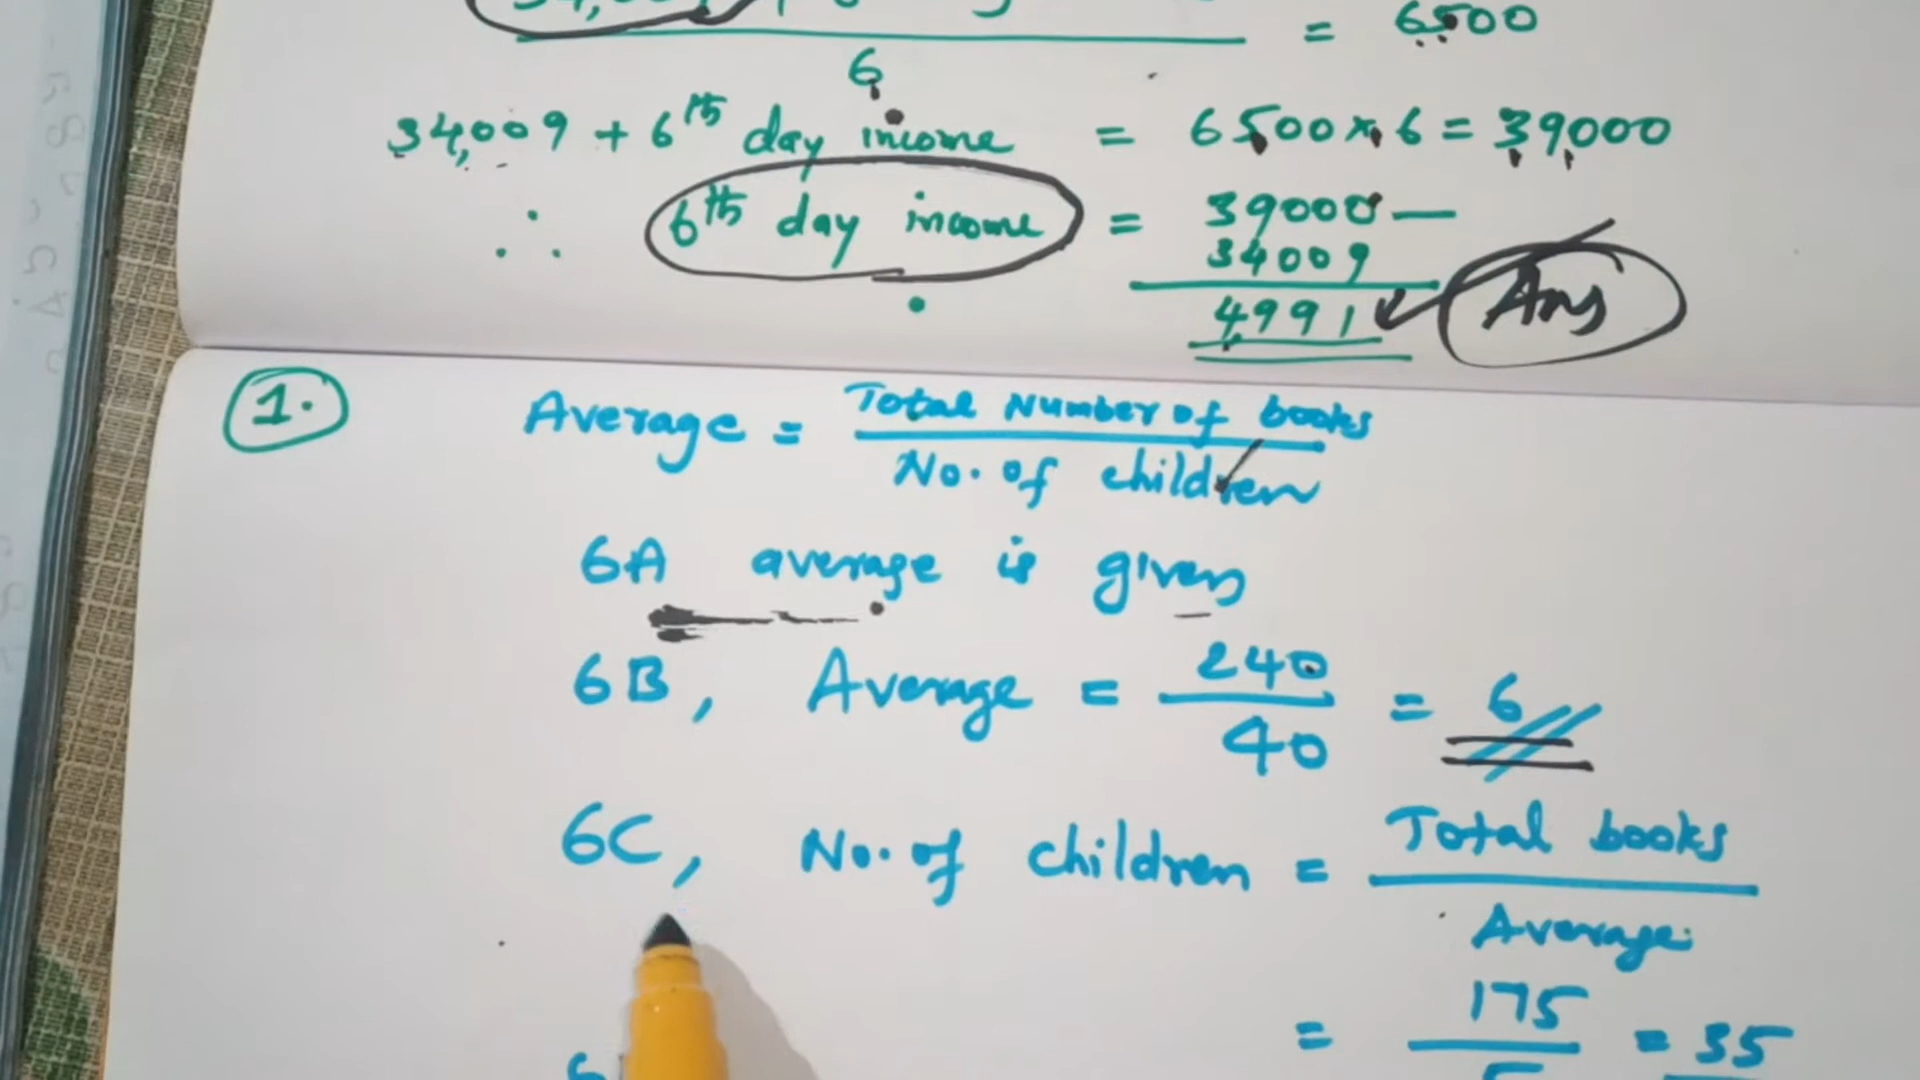 = 6500
6
34,009 + 6th day income = 6500 x 6 = 39000
∴ 6th day income = 39000 —
34009
4991 Ans
1. Average = Total Number of books
No. of children
6A average is given
6B, Average = 240
40 = 6
6C, No. of children = Total books
Average
= 175
5 = 35